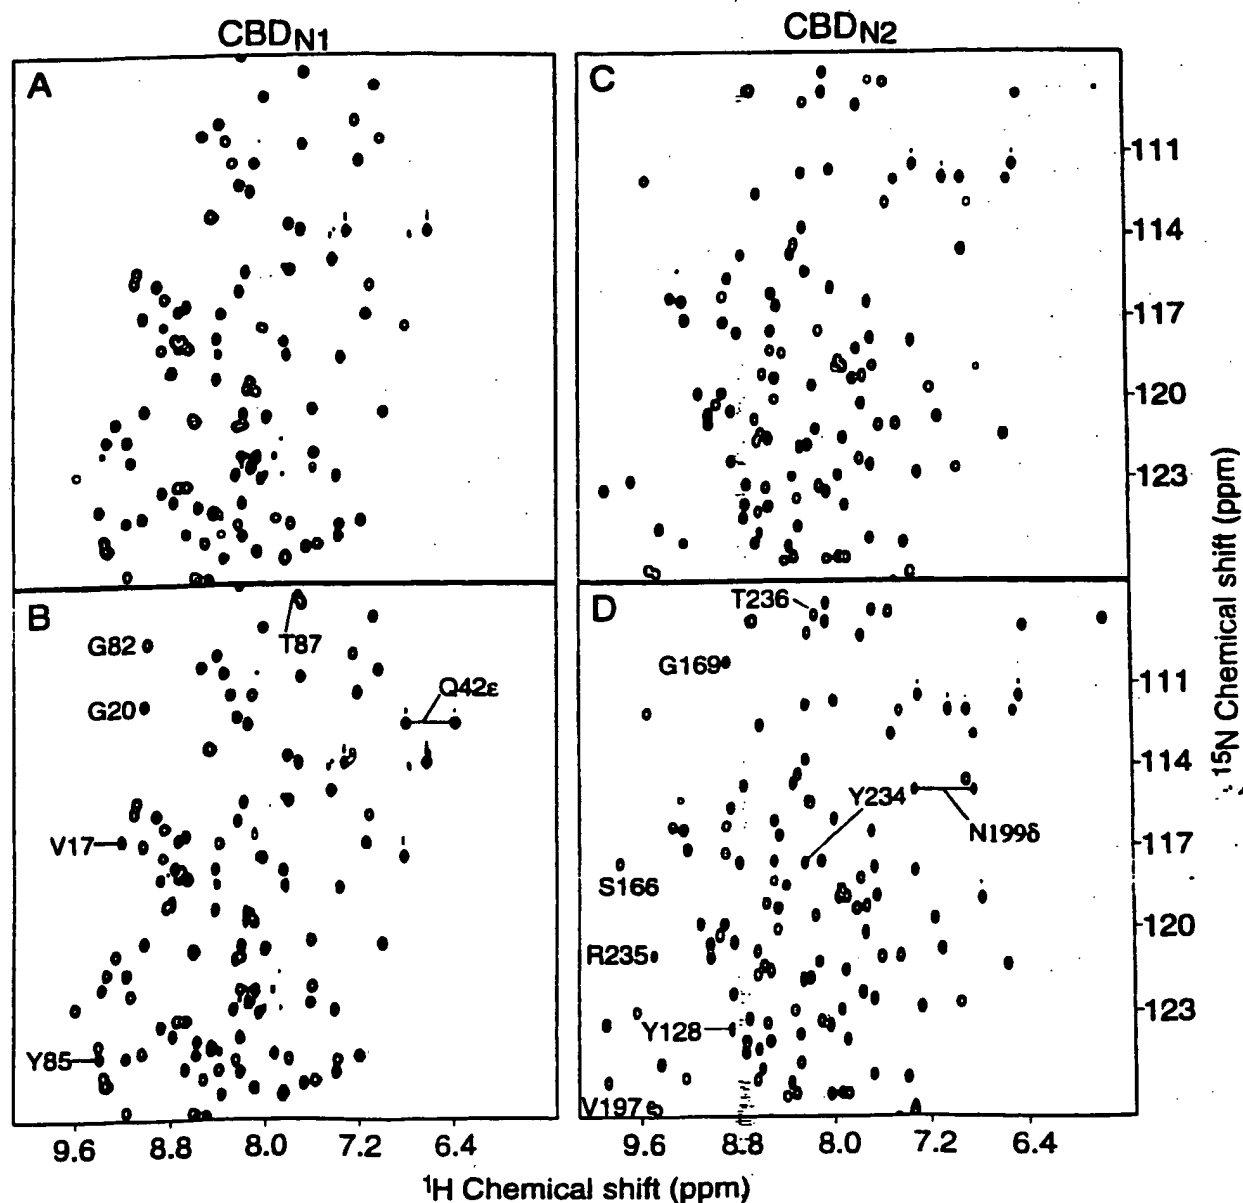 CBDN1
CBDN2
A
C
111
114
117
120
123
B
T87
G82
G20
Q42ε
V17
Y85
D
T236
G169
Y234
N199δ
S166
R235
Y128
V197
111
114
117
120
123
15N Chemical shift (ppm)
9.6 8.8 8.0 7.2 6.4
9.6 8.8 8.0 7.2 6.4
1H Chemical shift (ppm)